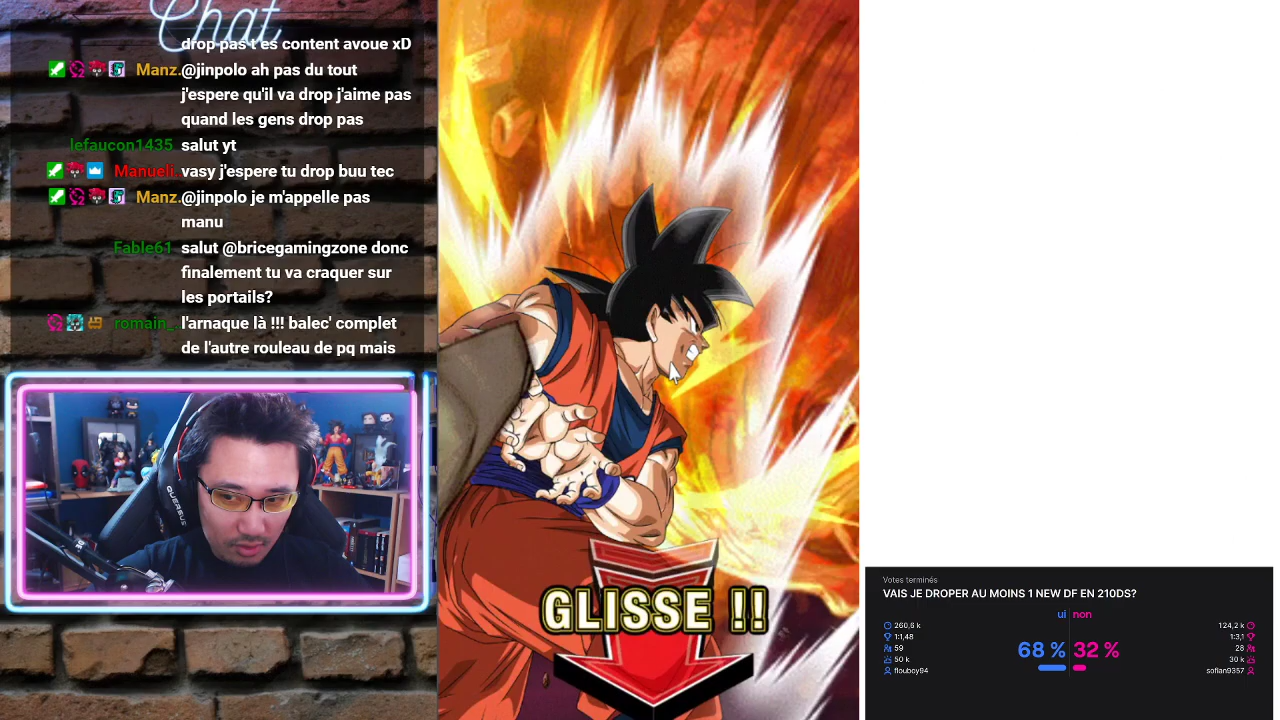 Chat
drop pas t'es content avoue xD
Manz. @jinpolo ah pas du tout
j'espere qu'il va drop j'aime pas
quand les gens drop pas
lefaucon1435 salut yt
Manueli. vasy j'espere tu drop buu tec
Manz. @jinpolo je m'appelle pas
manu
Fable61 salut @bricegamingzone donc
finalement tu va craquer sur
les portails?
romain_. l'arnaque là !!! balec' complet
de l'autre rouleau de pq mais
QUERSUS
GLISSE !!
Votes terminés
VAIS JE DROPER AU MOINS 1 NEW DF EN 210DS?
ui non
260,6 k 124,2 k
1:1,48 1:3,1
59 68 % 32 % 28
50 k 30 k
flouboy94 sofian9357